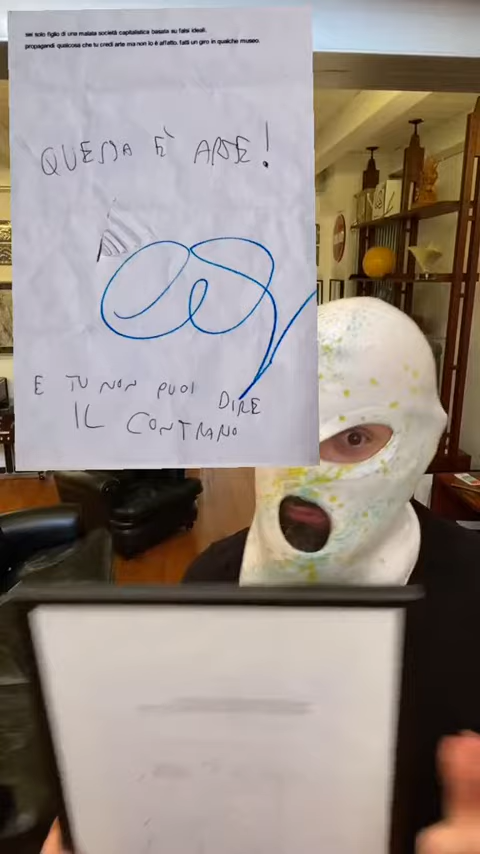 sei solo figlio di una malata società capitalistica basata su falsi ideali.
propagandi qualcosa che tu credi arte ma non lo è affatto. fatti un giro in qualche museo.
QUESTA È ARTE!
E TU NON PUOI DIRE
IL CONTRARIO